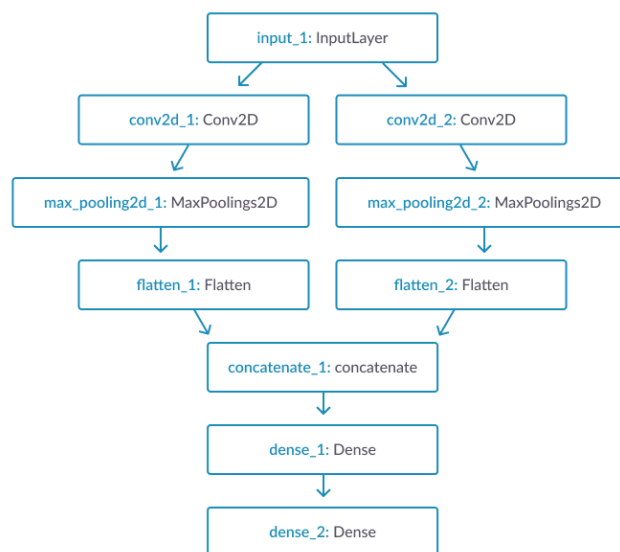 input_1: InputLayer
conv2d_1: Conv2D
conv2d_2: Conv2D
max_pooling2d_1: MaxPoolings2D
max_pooling2d_2: MaxPoolings2D
flatten_1: Flatten
flatten_2: Flatten
concatenate_1: concatenate
dense_1: Dense
dense_2: Dense